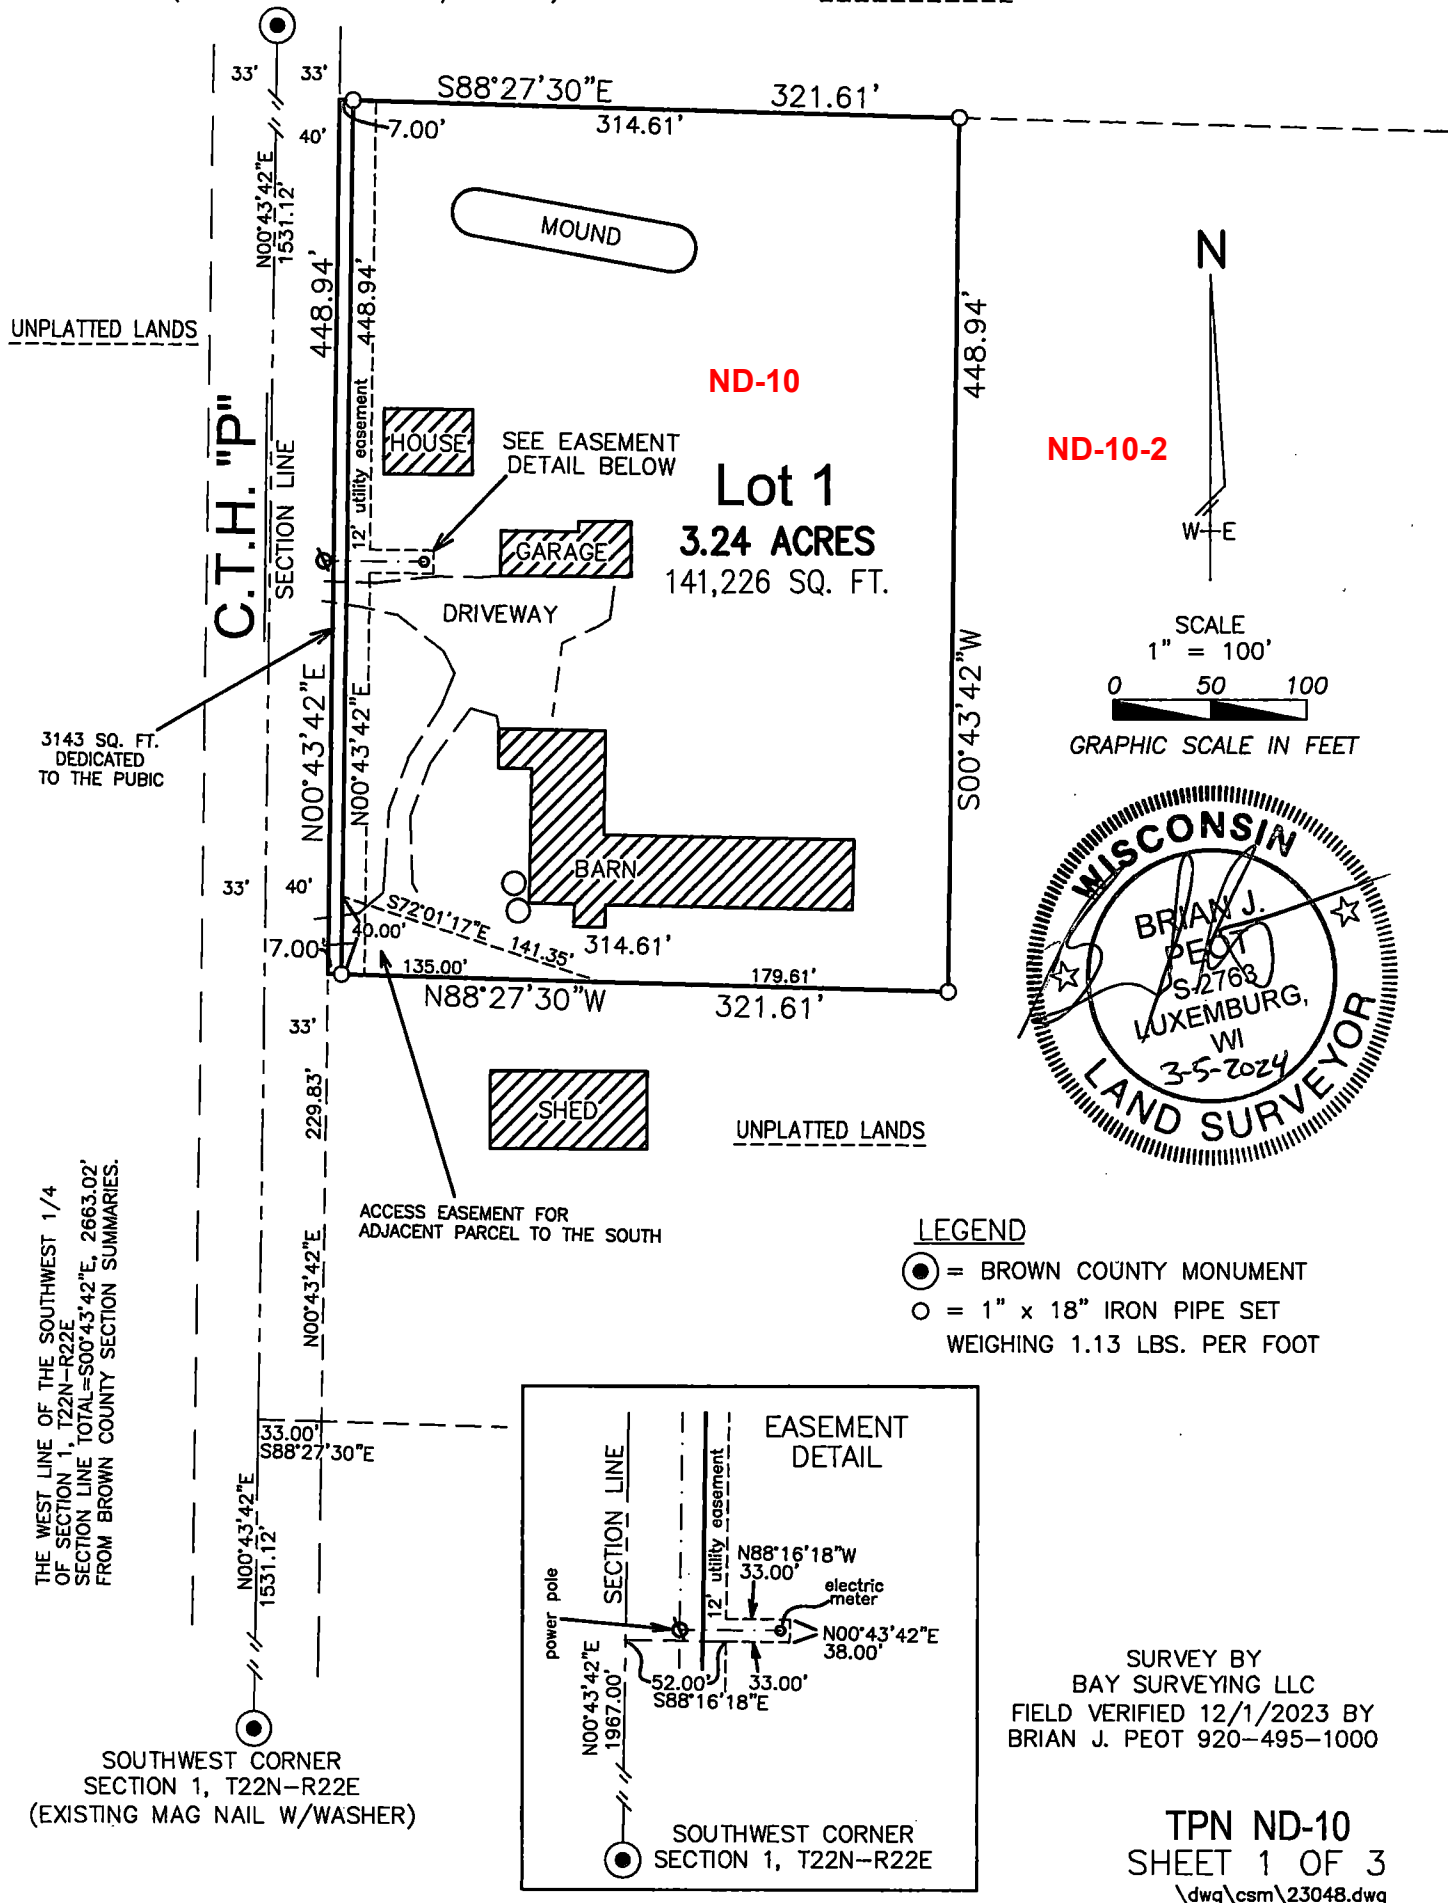 33'
33'
S88°27'30"E
321.61'
314.61'
7.00'
40'
N00°43'42"E
1531.12'
MOUND
N
448.94'
448.94'
448.94'
UNPLATTED LANDS
ND-10
ND-10-2
C.T.H. "P"
SECTION LINE
12' utility easement
HOUSE
SEE EASEMENT
DETAIL BELOW
Lot 1
3.24 ACRES
141,226 SQ. FT.
W E
GARAGE
DRIVEWAY
SCALE
1" = 100'
0 50 100
GRAPHIC SCALE IN FEET
N00°43'42"E
N00°43'42"E
S00°43'42"W
3143 SQ. FT.
DEDICATED
TO THE PUBIC
WISCONSIN
BRIAN J.
PEOT
S-2763
LUXEMBURG,
WI
3-5-2024
LAND SURVEYOR
BARN
33'
40'
S72°01'17"E
141.35'
40.00'
7.00'
314.61'
135.00'
179.61'
N88°27'30"W
321.61'
33'
229.83'
N00°43'42"E
SHED
UNPLATTED LANDS
ACCESS EASEMENT FOR
ADJACENT PARCEL TO THE SOUTH
THE WEST LINE OF THE SOUTHWEST 1/4
OF SECTION 1, T22N-R22E
SECTION LINE TOTAL=S00°43'42"E, 2663.02'
FROM BROWN COUNTY SECTION SUMMARIES.
LEGEND
= BROWN COUNTY MONUMENT
= 1" x 18" IRON PIPE SET
WEIGHING 1.13 LBS. PER FOOT
33.00'
S88°27'30"E
N00°43'42"E
1531.12'
EASEMENT
DETAIL
SECTION LINE
12' utility easement
N88°16'18"W
33.00'
electric
meter
power pole
N00°43'42"E
38.00'
52.00'
S88°16'18"E
33.00'
N00°43'42"E
1967.00'
SOUTHWEST CORNER
SECTION 1, T22N-R22E
SOUTHWEST CORNER
SECTION 1, T22N-R22E
(EXISTING MAG NAIL W/WASHER)
SURVEY BY
BAY SURVEYING LLC
FIELD VERIFIED 12/1/2023 BY
BRIAN J. PEOT 920-495-1000
TPN ND-10
SHEET 1 OF 3
\dwg\csm\23048.dwg